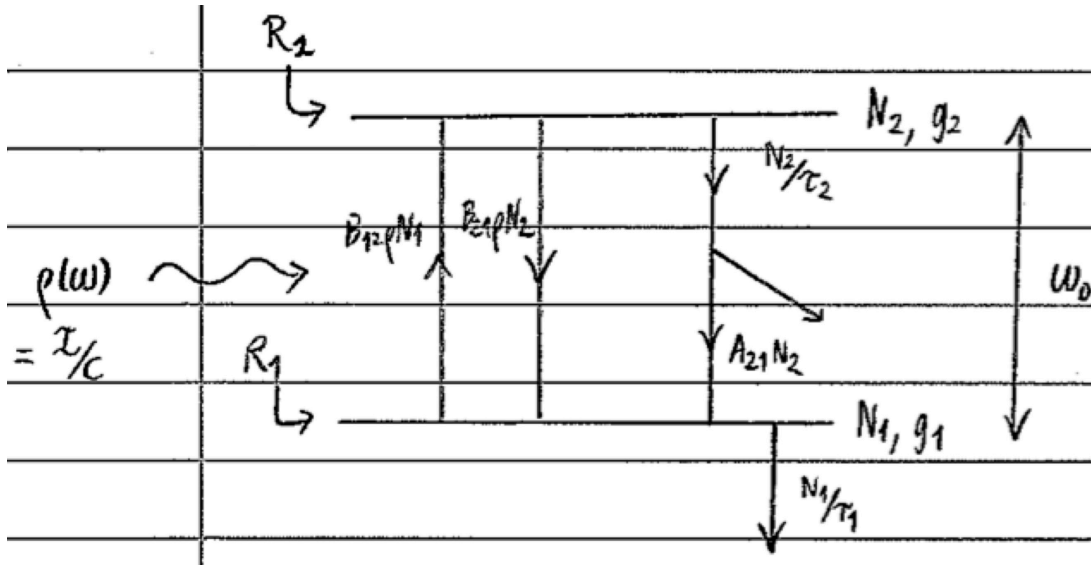 R₂
N₂, g₂
N₂/τ₂
B₁₂ρN₁
B₂₁ρN₂
ρ(ω)
= I/c
ω₀
R₁
A₂₁N₂
N₁, g₁
N₁/τ₁